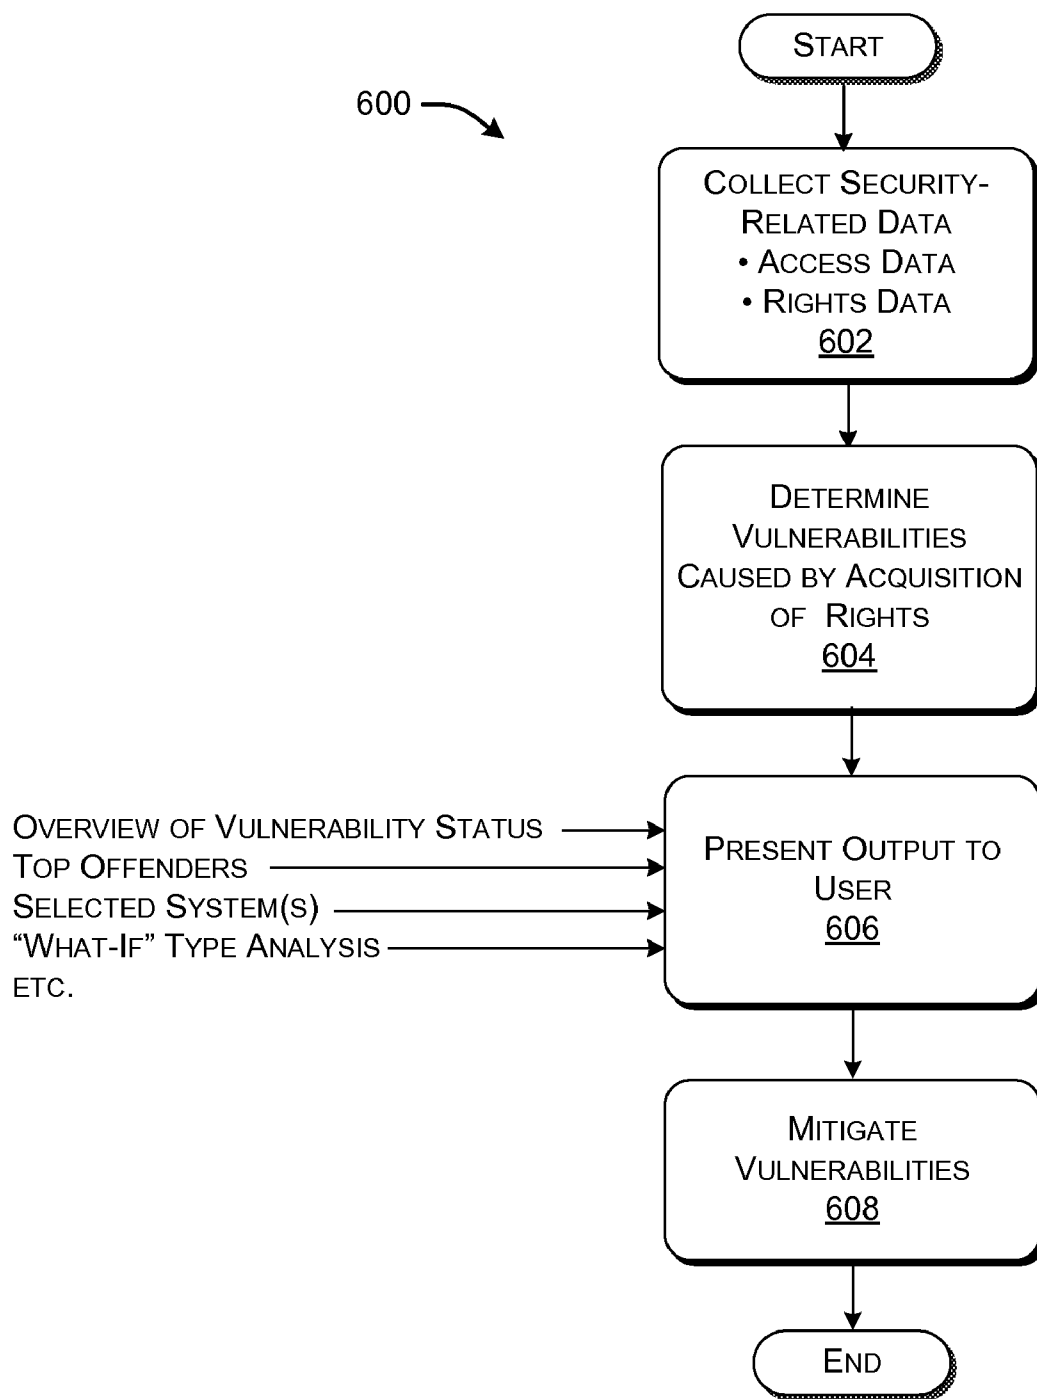 START
600
COLLECT SECURITY-
RELATED DATA
• ACCESS DATA
• RIGHTS DATA
602
DETERMINE
VULNERABILITIES
CAUSED BY ACQUISITION
OF RIGHTS
604
OVERVIEW OF VULNERABILITY STATUS
TOP OFFENDERS
SELECTED SYSTEM(S)
“WHAT-IF” TYPE ANALYSIS
ETC.
PRESENT OUTPUT TO
USER
606
MITIGATE
VULNERABILITIES
608
END